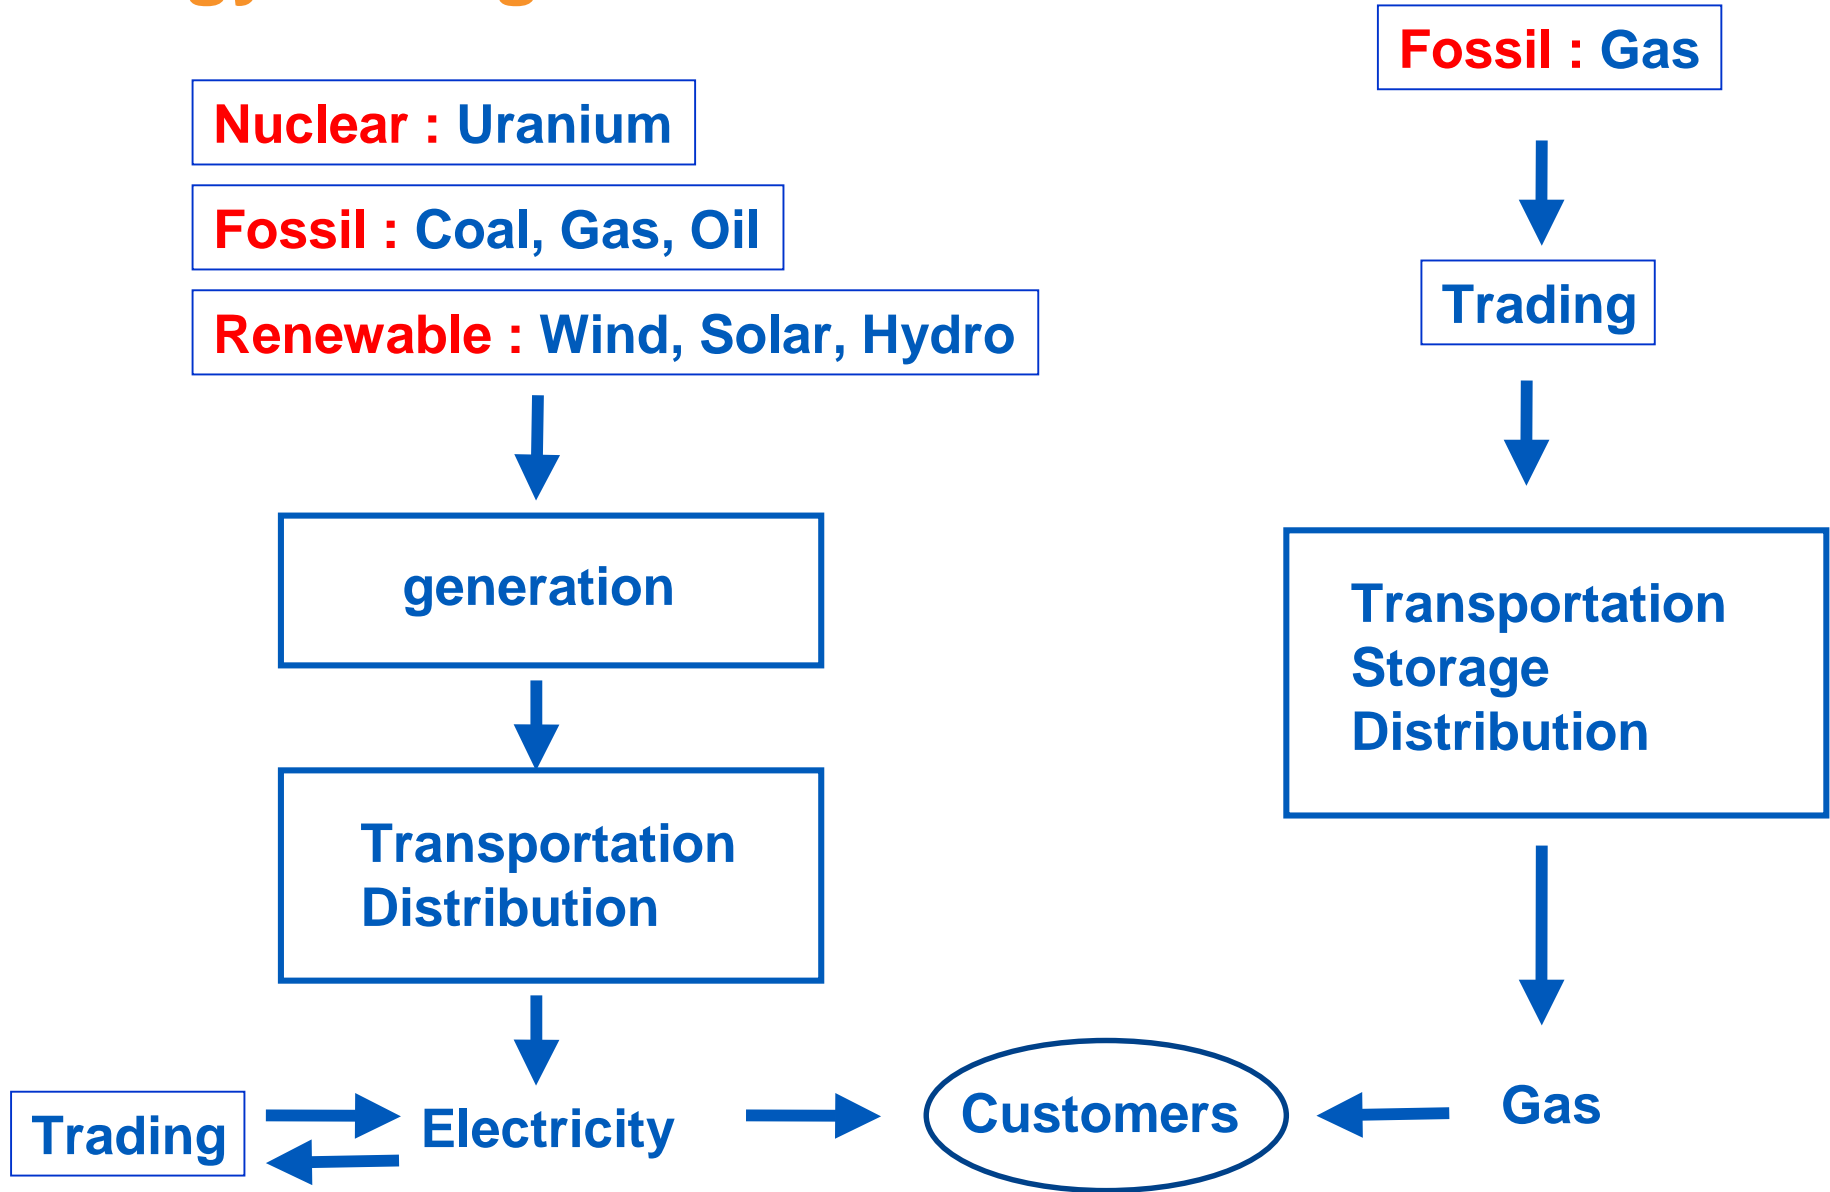 Nuclear : Uranium
Fossil : Coal, Gas, Oil
Renewable : Wind, Solar, Hydro
generation
Transportation
Distribution
Trading
Electricity
Customers
Fossil : Gas
Trading
Transportation
Storage
Distribution
Gas